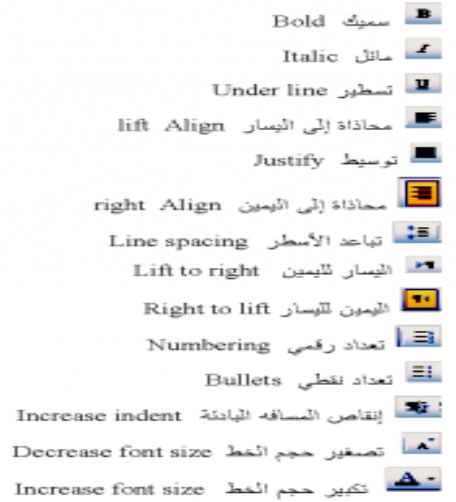 سميك Bold
مائل Italic
تسطير Under line
محاذاة إلى اليسار lift Align
توسيط Justify
محاذاة إلى اليمين right Align
تباعد الأسطر Line spacing
اليسار لليمين Lift to right
اليمين لليسار Right to lift
تعداد رقمي Numbering
تعداد نقطي Bullets
إنقاص المسافه البادئة Increase indent
تصغير حجم الخط Decrease font size
تكبير حجم الخط Increase font size